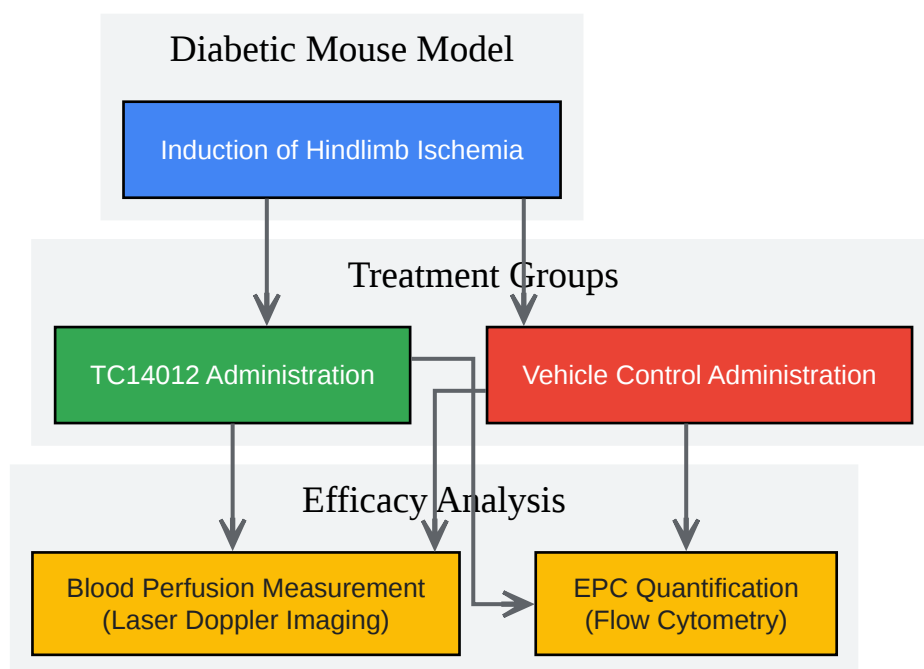 Diabetic Mouse Model
Induction of Hindlimb Ischemia
Treatment Groups
TC14012 Administration
Vehicle Control Administration
Efficacy Analysis
Blood Perfusion Measurement
(Laser Doppler Imaging)
EPC Quantification
(Flow Cytometry)